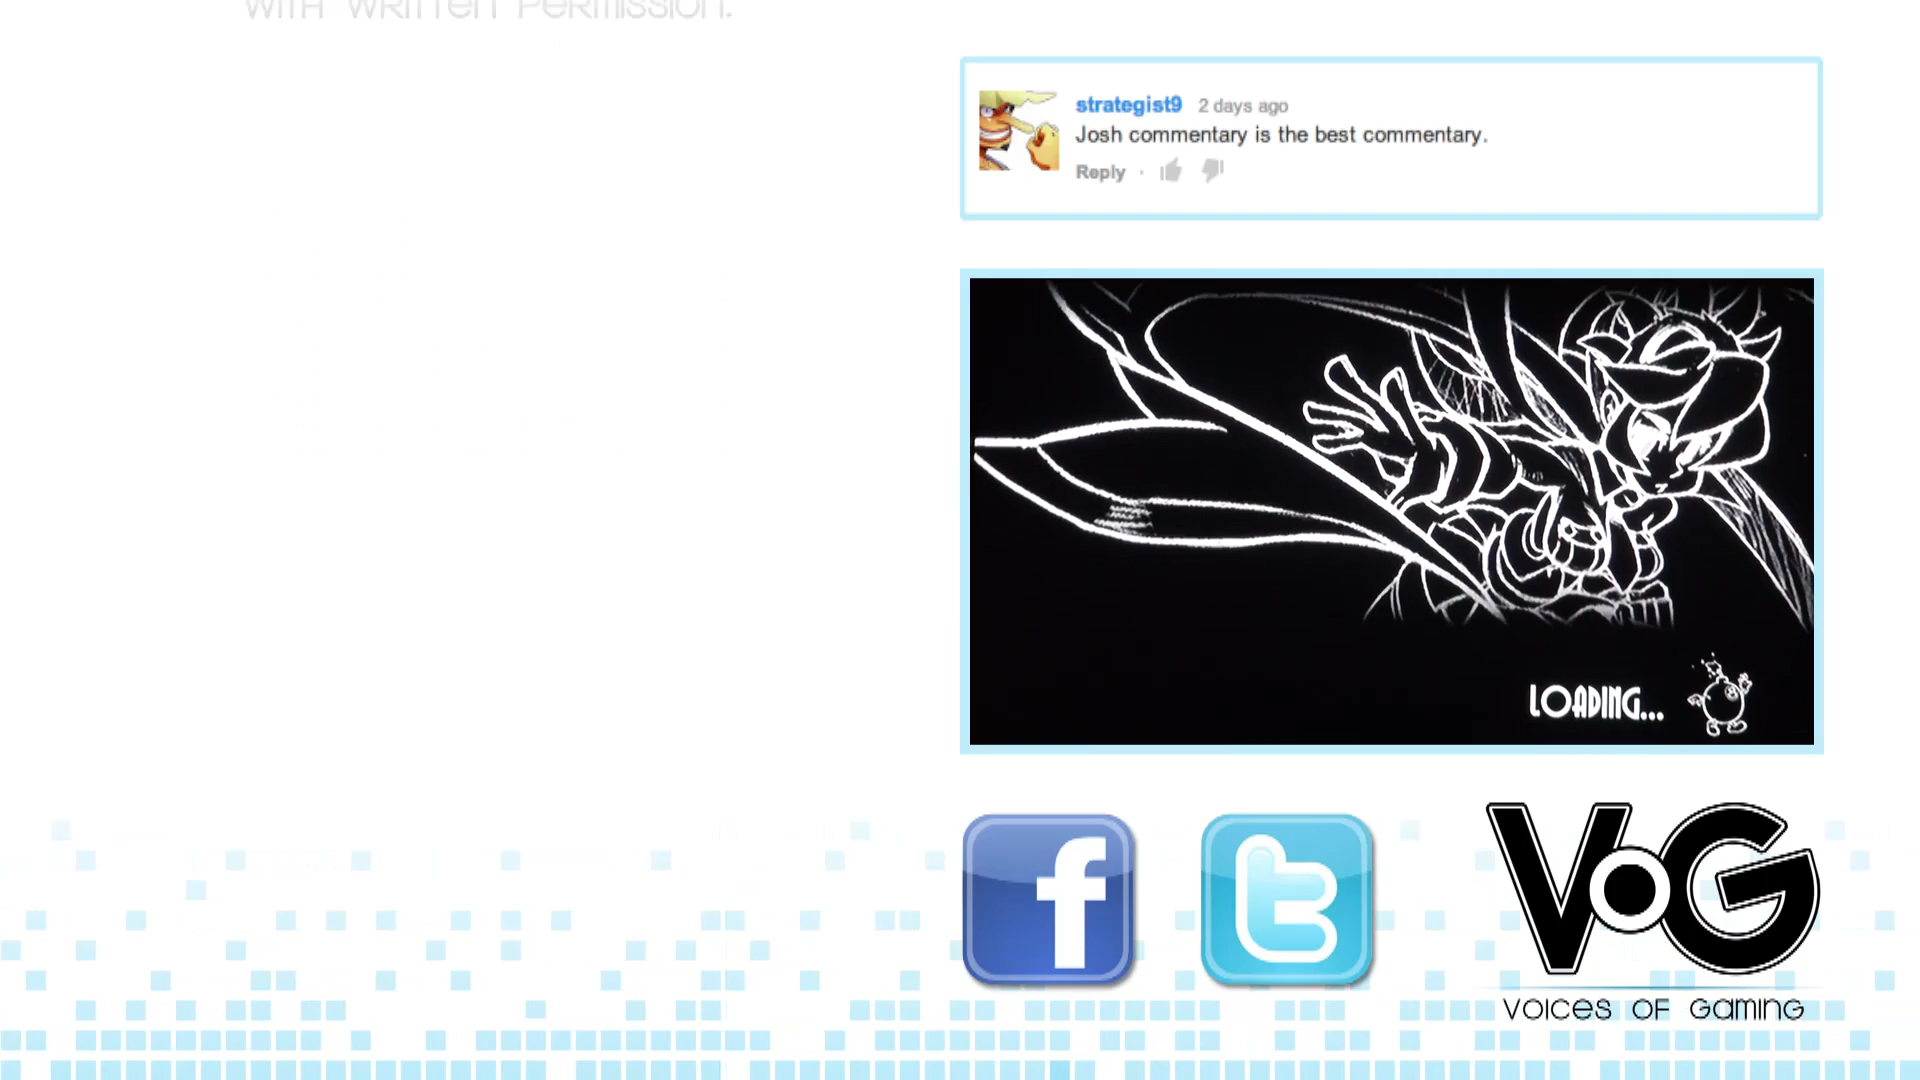 WITH WRITTEN PERMISSION.
strategist9 2 days ago
Josh commentary is the best commentary.
Reply ·
LOADING...
VoG
VOICES OF GAMING